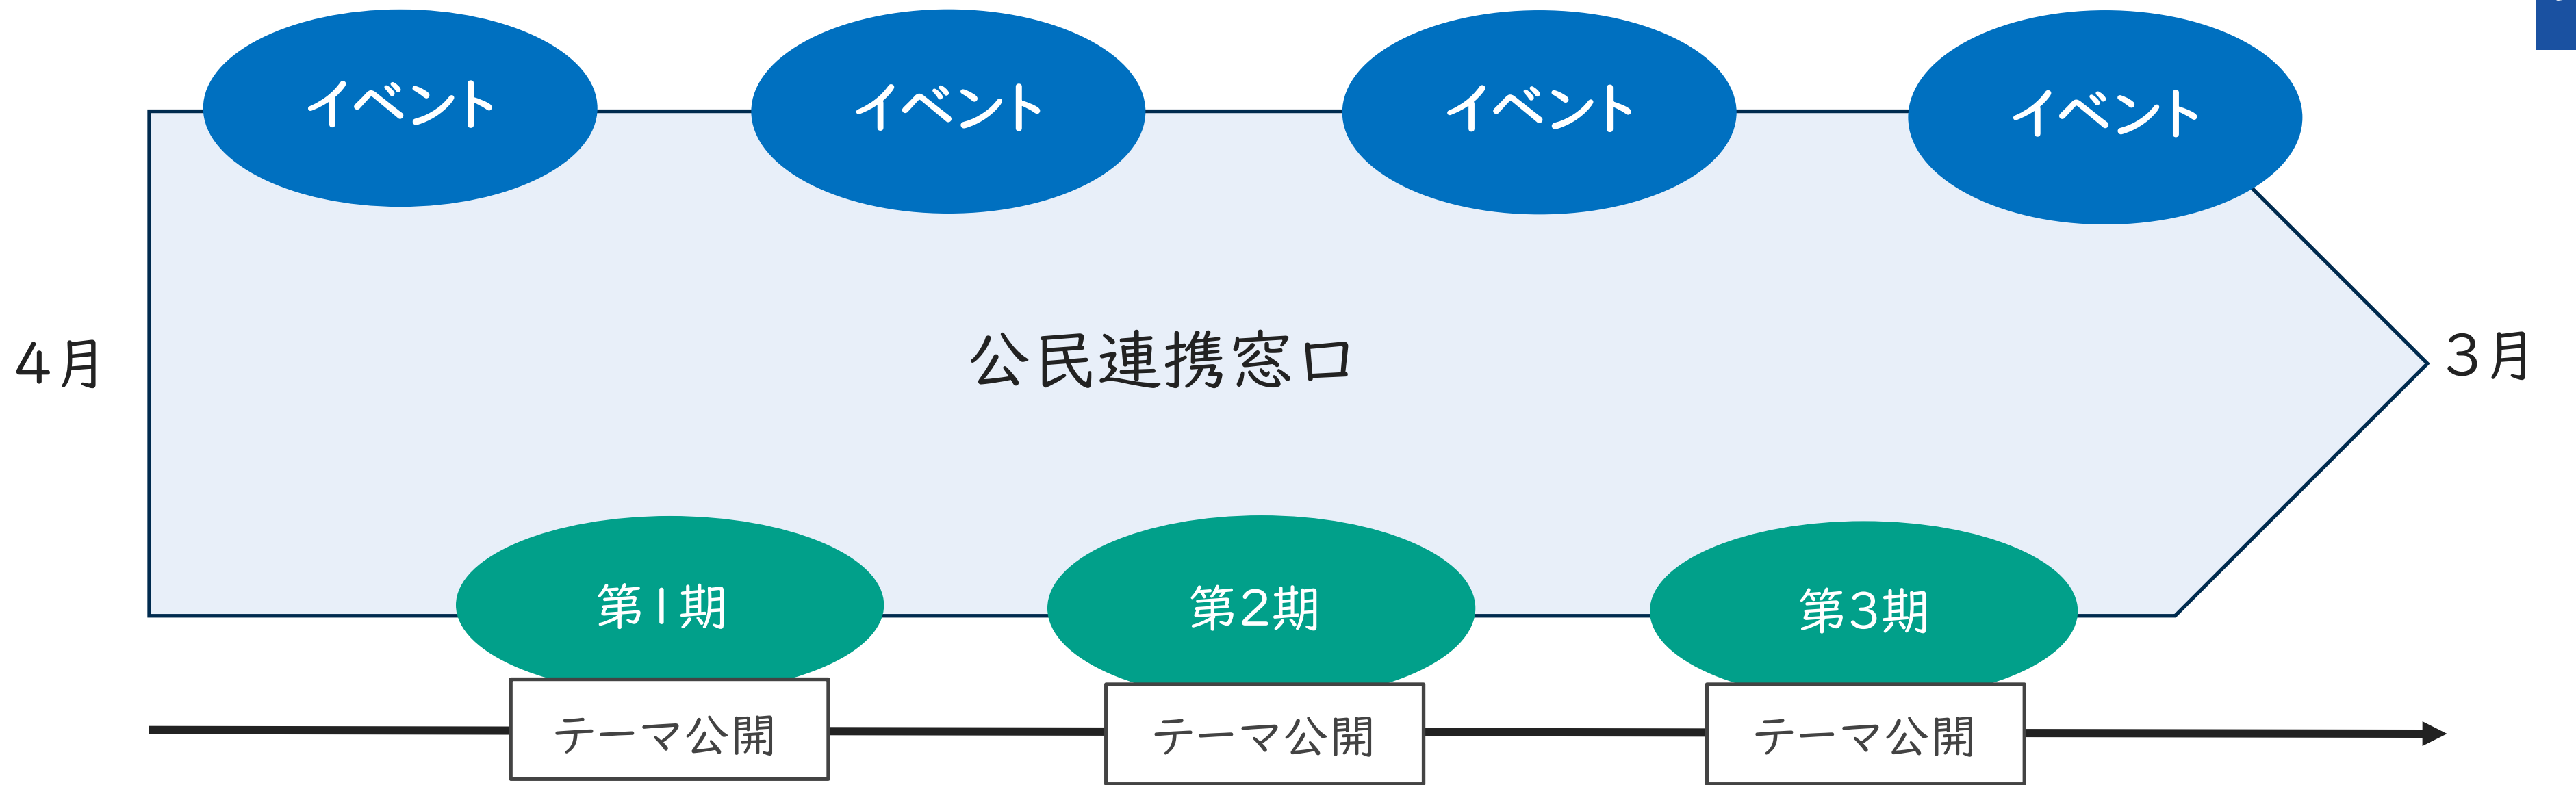 イベント
イベント
イベント
イベント
4月
公民連携窓口
3月
第1期
第2期
第3期
テーマ公開
テーマ公開
テーマ公開